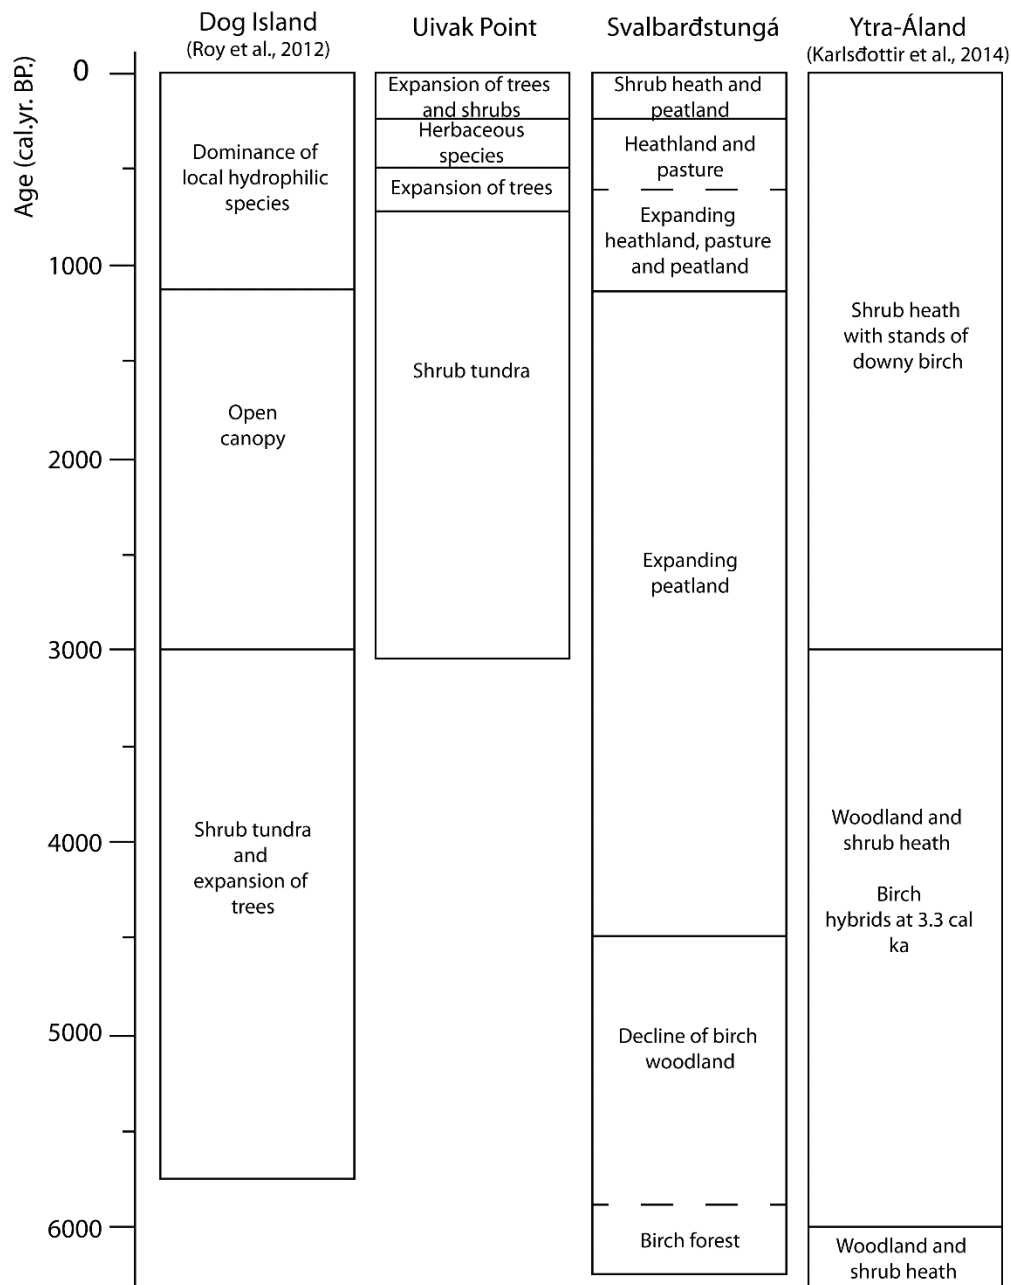 Dog Island
(Roy et al., 2012)
Uivak Point
Svalbarđstungá
Ytra-Áland
(Karlsđottir et al., 2014)
Age (cal.yr. BP.)
0
1000
2000
3000
4000
5000
6000
Dominance of
local hydrophilic
species
Open
canopy
Shrub tundra
and
expansion of
trees
Expansion of trees
and shrubs
Herbaceous
species
Expansion of trees
Shrub tundra
Shrub heath and
peatland
Heathland and
pasture
Expanding
heathland, pasture
and peatland
Expanding
peatland
Decline of birch
woodland
Birch forest
Shrub heath
with stands of
downy birch
Woodland and
shrub heath
Birch
hybrids at 3.3 cal
ka
Woodland and
shrub heath